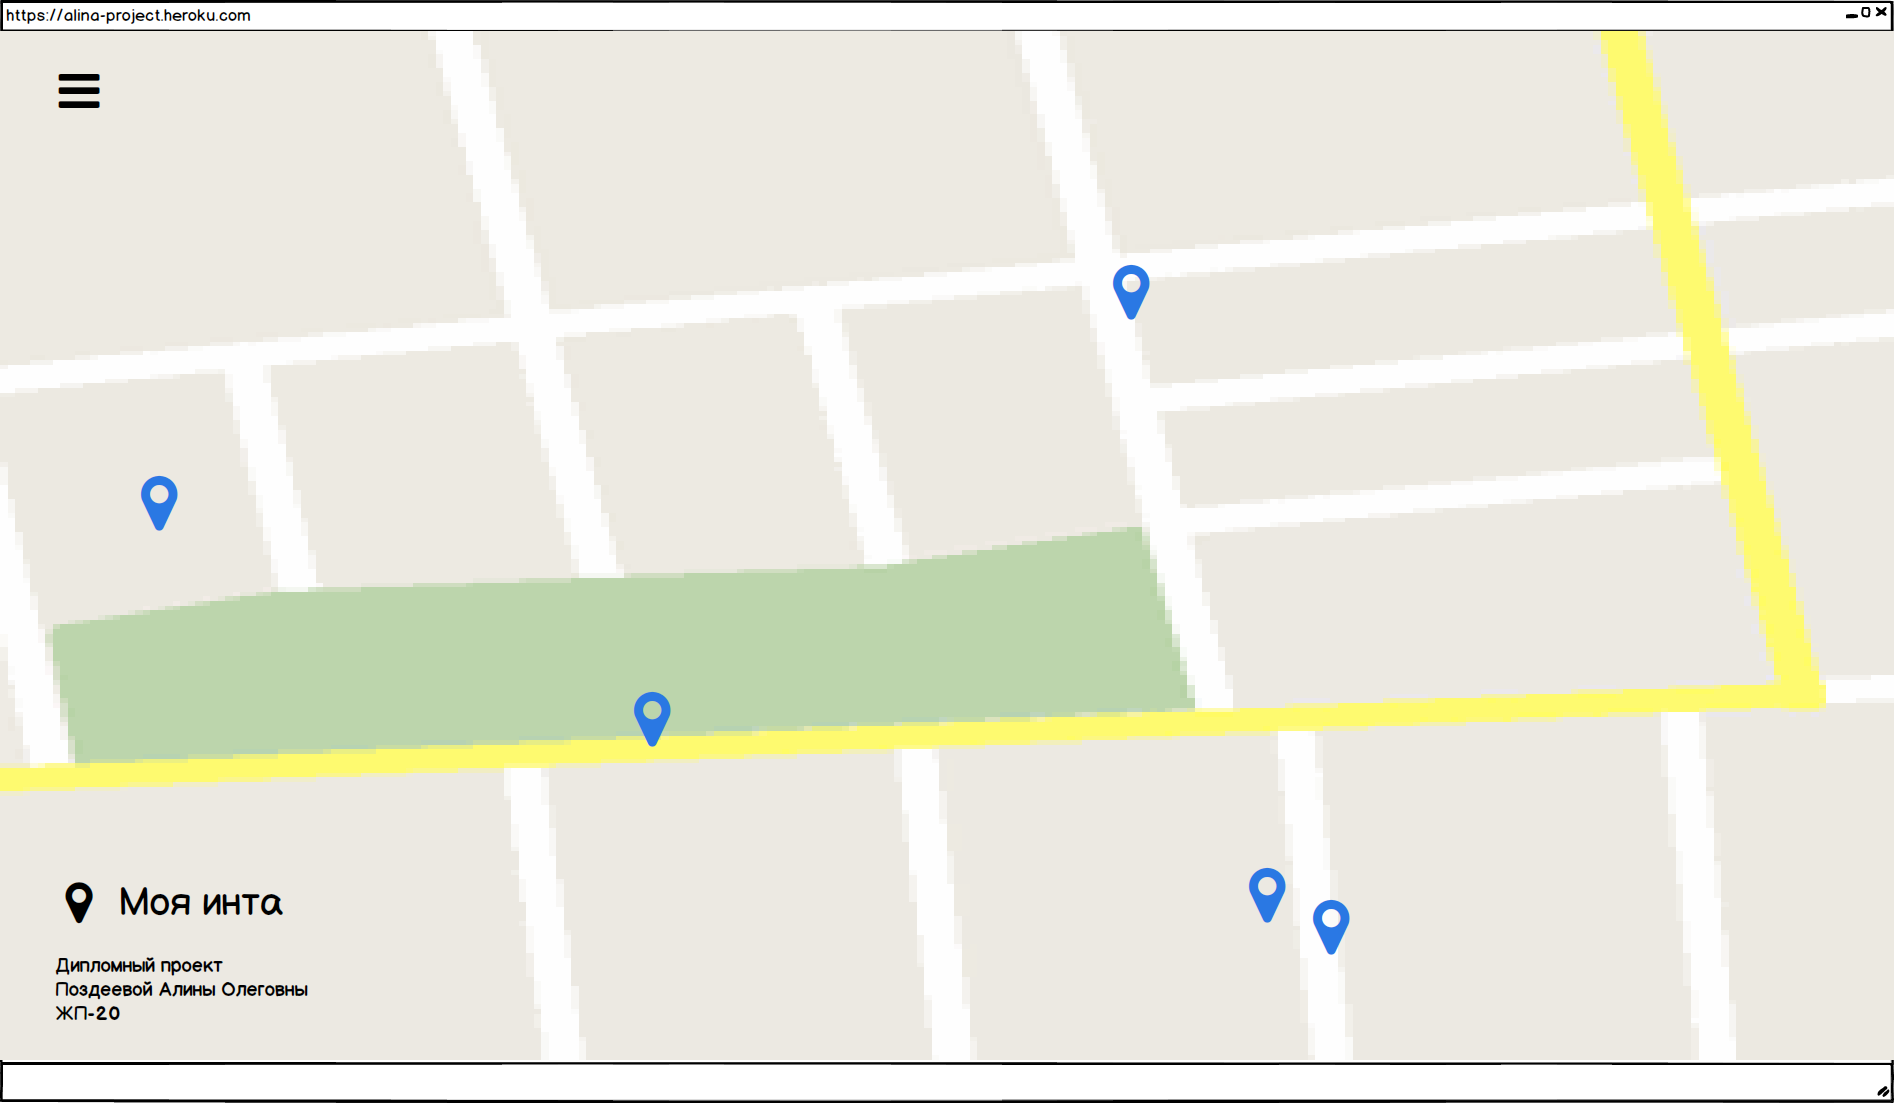 https://alina-project.heroku.com
Моя инта
Дипломный проект
Поздеевой Алины Олеговны
ЖП-20